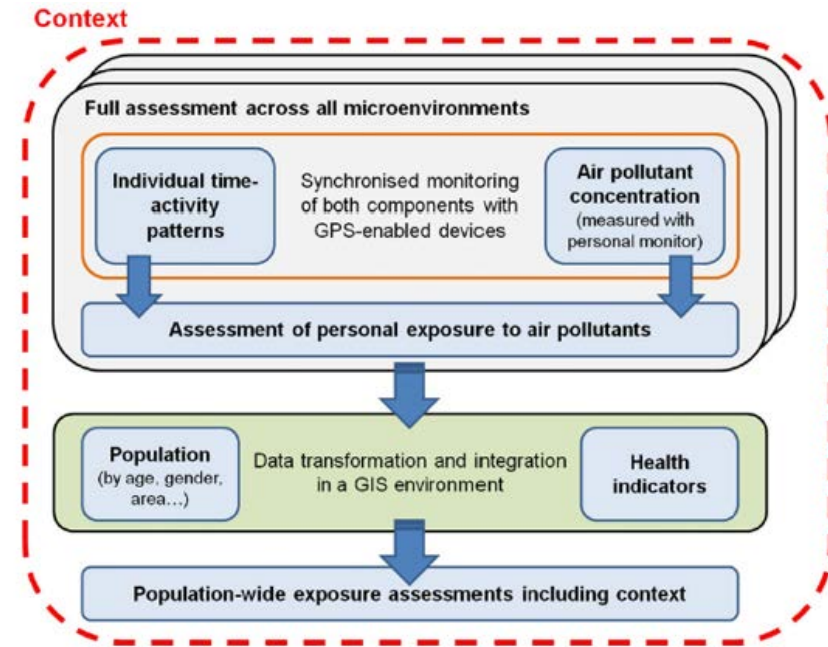 Context
Full assessment across all microenvironments
Individual time-
activity
patterns
Synchronised monitoring
of both components with
GPS-enabled devices
Air pollutant
concentration
(measured with
personal monitor)
Assessment of personal exposure to air pollutants
Population
(by age, gender,
area…)
Data transformation and integration
in a GIS environment
Health
indicators
Population-wide exposure assessments including context